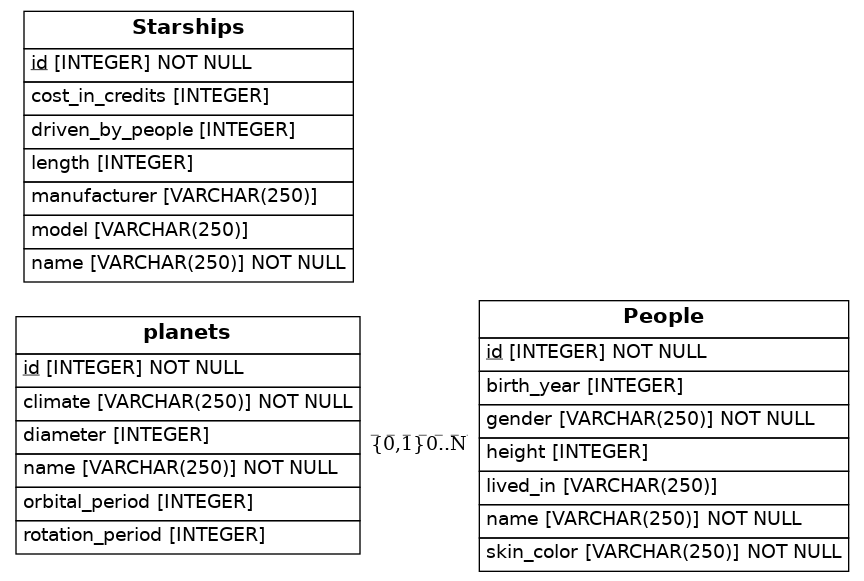 Starships
id [INTEGER] NOT NULL
cost_in_credits [INTEGER]
driven_by_people [INTEGER]
length [INTEGER]
manufacturer [VARCHAR(250)]
model [VARCHAR(250)]
name [VARCHAR(250)] NOT NULL
planets
id [INTEGER] NOT NULL
climate [VARCHAR(250)] NOT NULL
diameter [INTEGER]
name [VARCHAR(250)] NOT NULL
orbital_period [INTEGER]
rotation_period [INTEGER]
{0,1}0..N
People
id [INTEGER] NOT NULL
birth_year [INTEGER]
gender [VARCHAR(250)] NOT NULL
height [INTEGER]
lived_in [VARCHAR(250)]
name [VARCHAR(250)] NOT NULL
skin_color [VARCHAR(250)] NOT NULL